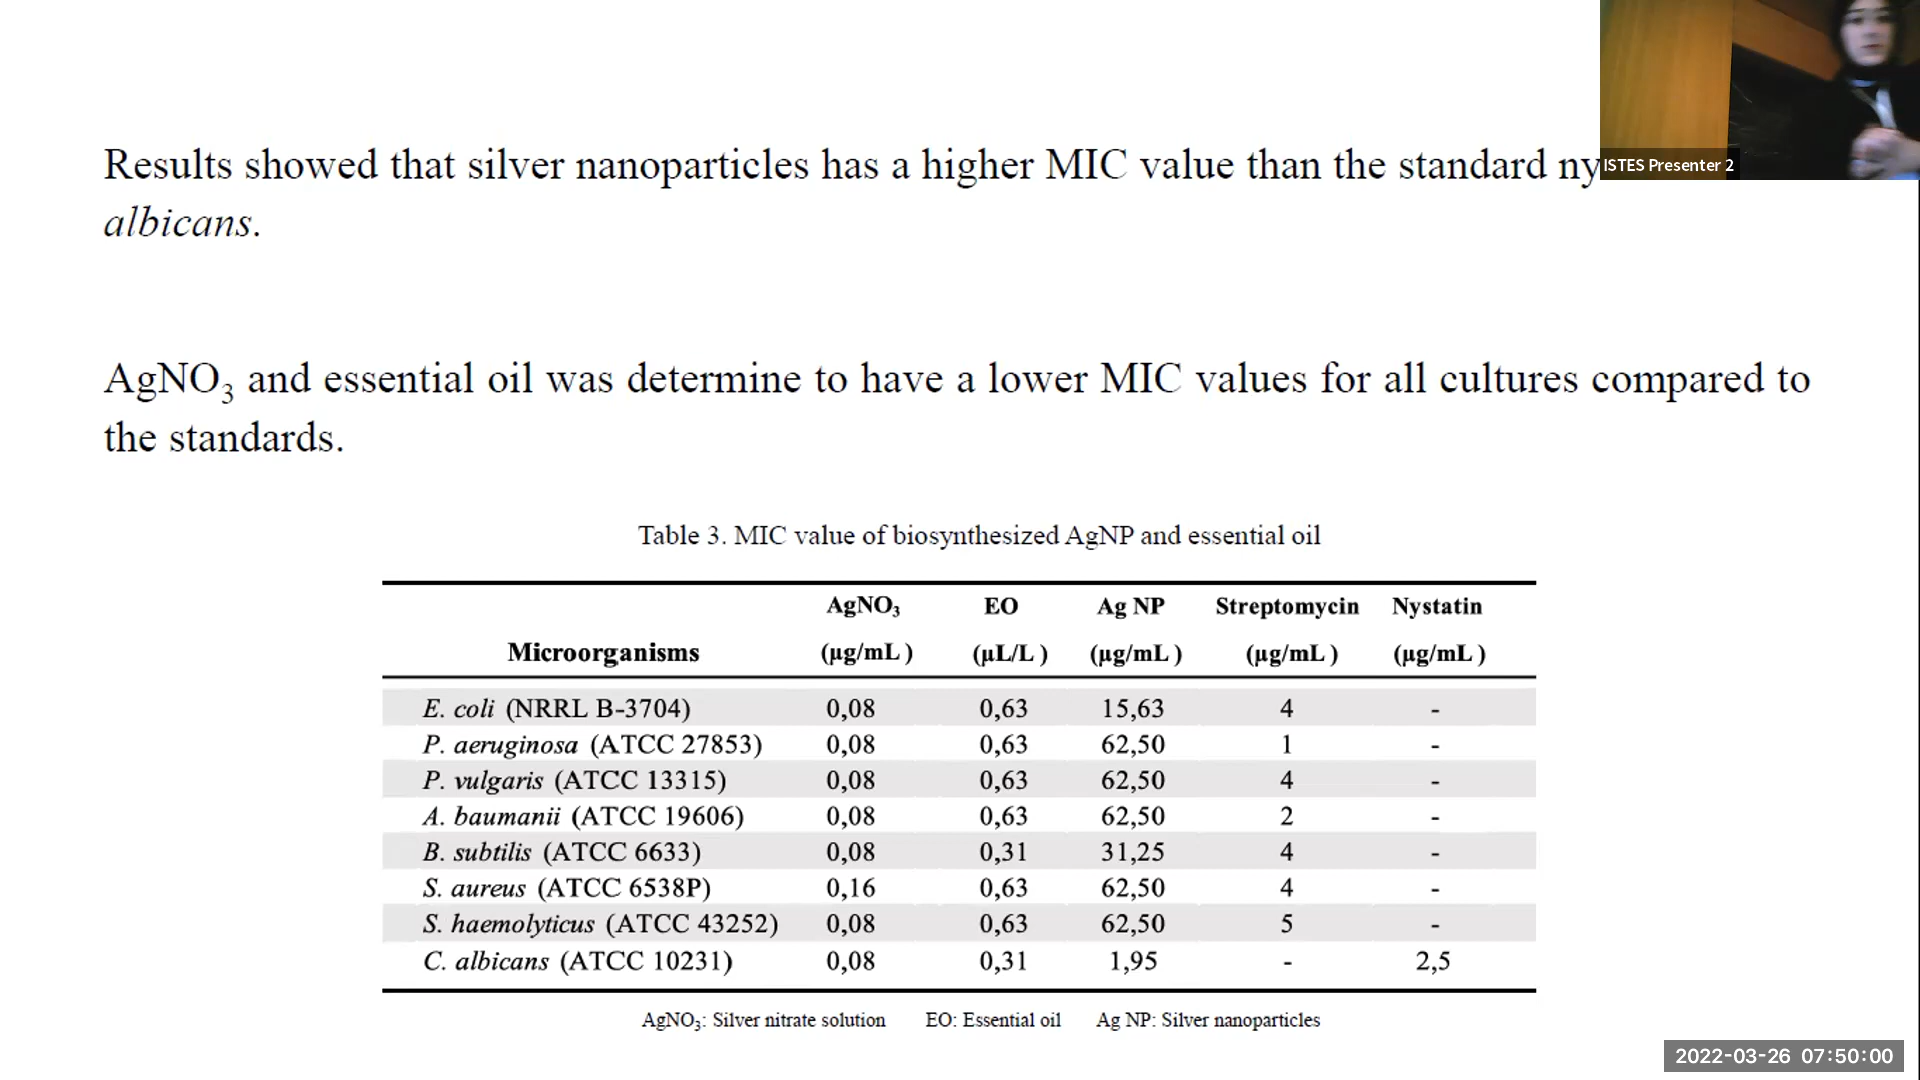 Results showed that silver nanoparticles has a higher MIC value than the standard
albicans.
ISTES Presenter 2
AgNO₃ and essential oil was determine to have a lower MIC values for all cultures compared to
the standards.
Table 3. MIC value of biosynthesized AgNP and essential oil
AgNO₃ EO Ag NP Streptomycin Nystatin
Microorganisms (µg/mL ) (µL/L ) (µg/mL ) (µg/mL ) (µg/mL )
E. coli (NRRL B-3704) 0,08 0,63 15,63 4 -
P. aeruginosa (ATCC 27853) 0,08 0,63 62,50 1 -
P. vulgaris (ATCC 13315) 0,08 0,63 62,50 4 -
A. baumanii (ATCC 19606) 0,08 0,63 62,50 2 -
B. subtilis (ATCC 6633) 0,08 0,31 31,25 4 -
S. aureus (ATCC 6538P) 0,16 0,63 62,50 4 -
S. haemolyticus (ATCC 43252) 0,08 0,63 62,50 5 -
C. albicans (ATCC 10231) 0,08 0,31 1,95 - 2,5
AgNO₃: Silver nitrate solution EO: Essential oil Ag NP: Silver nanoparticles
2022-03-26 07:50:00